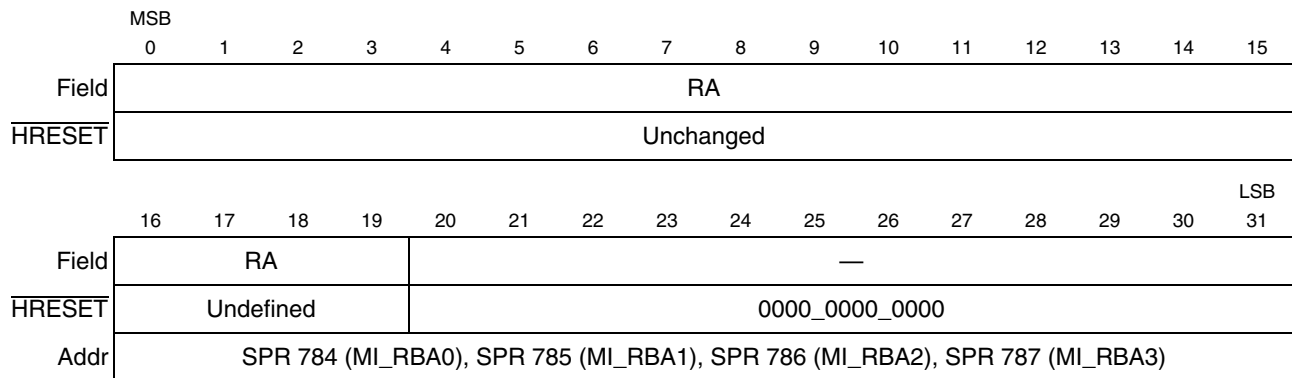 MSB
0 1 2 3 4 5 6 7 8 9 10 11 12 13 14 15
Field RA
HRESET Unchanged
LSB
16 17 18 19 20 21 22 23 24 25 26 27 28 29 30 31
Field RA —
HRESET Undefined 0000_0000_0000
Addr SPR 784 (MI_RBA0), SPR 785 (MI_RBA1), SPR 786 (MI_RBA2), SPR 787 (MI_RBA3)